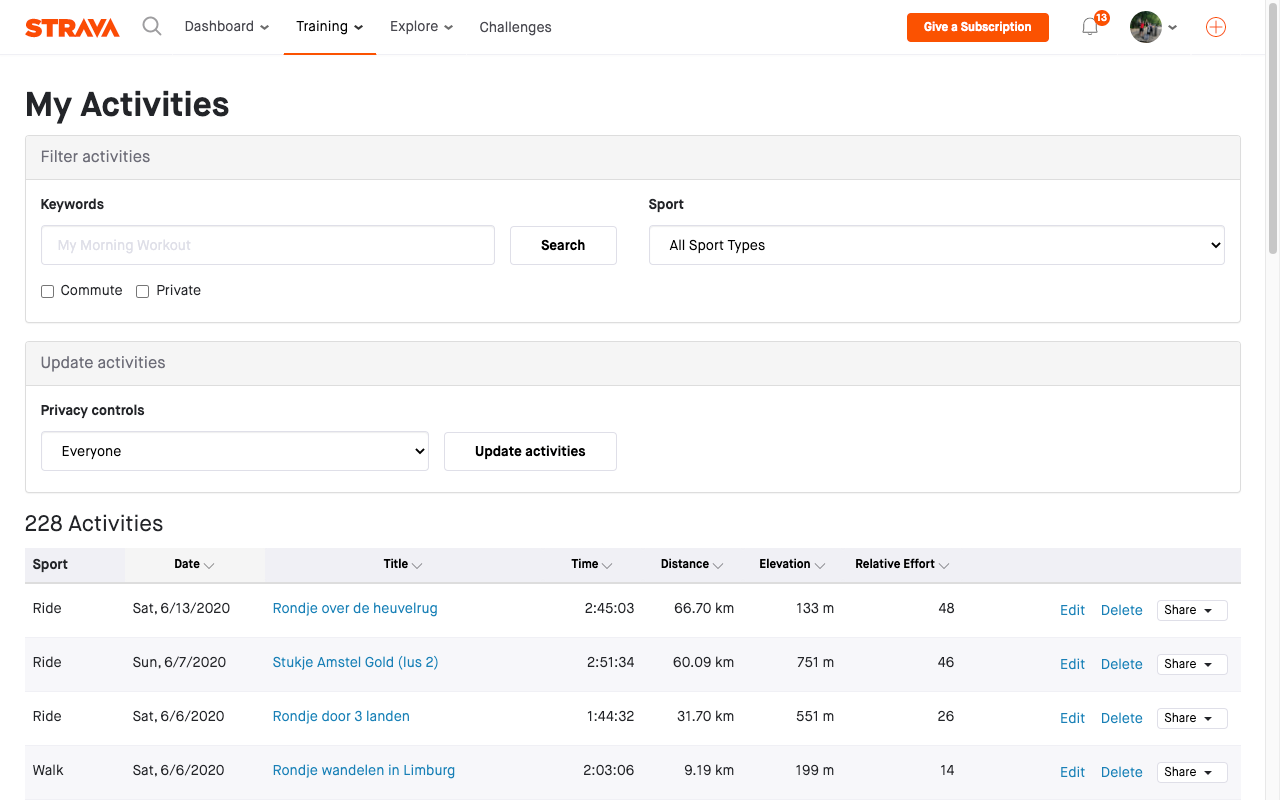 STRAVA Dashboard Training Explore Challenges Give a Subscription 13
My Activities
Filter activities
Keywords Sport
My Morning Workout Search All Sport Types
Commute Private
Update activities
Privacy controls
Everyone Update activities
228 Activities
Sport Date Title Time Distance Elevation Relative Effort
Ride Sat, 6/13/2020 Rondje over de heuvelrug 2:45:03 66.70 km 133 m 48 Edit Delete Share
Ride Sun, 6/7/2020 Stukje Amstel Gold (lus 2) 2:51:34 60.09 km 751 m 46 Edit Delete Share
Ride Sat, 6/6/2020 Rondje door 3 landen 1:44:32 31.70 km 551 m 26 Edit Delete Share
Walk Sat, 6/6/2020 Rondje wandelen in Limburg 2:03:06 9.19 km 199 m 14 Edit Delete Share